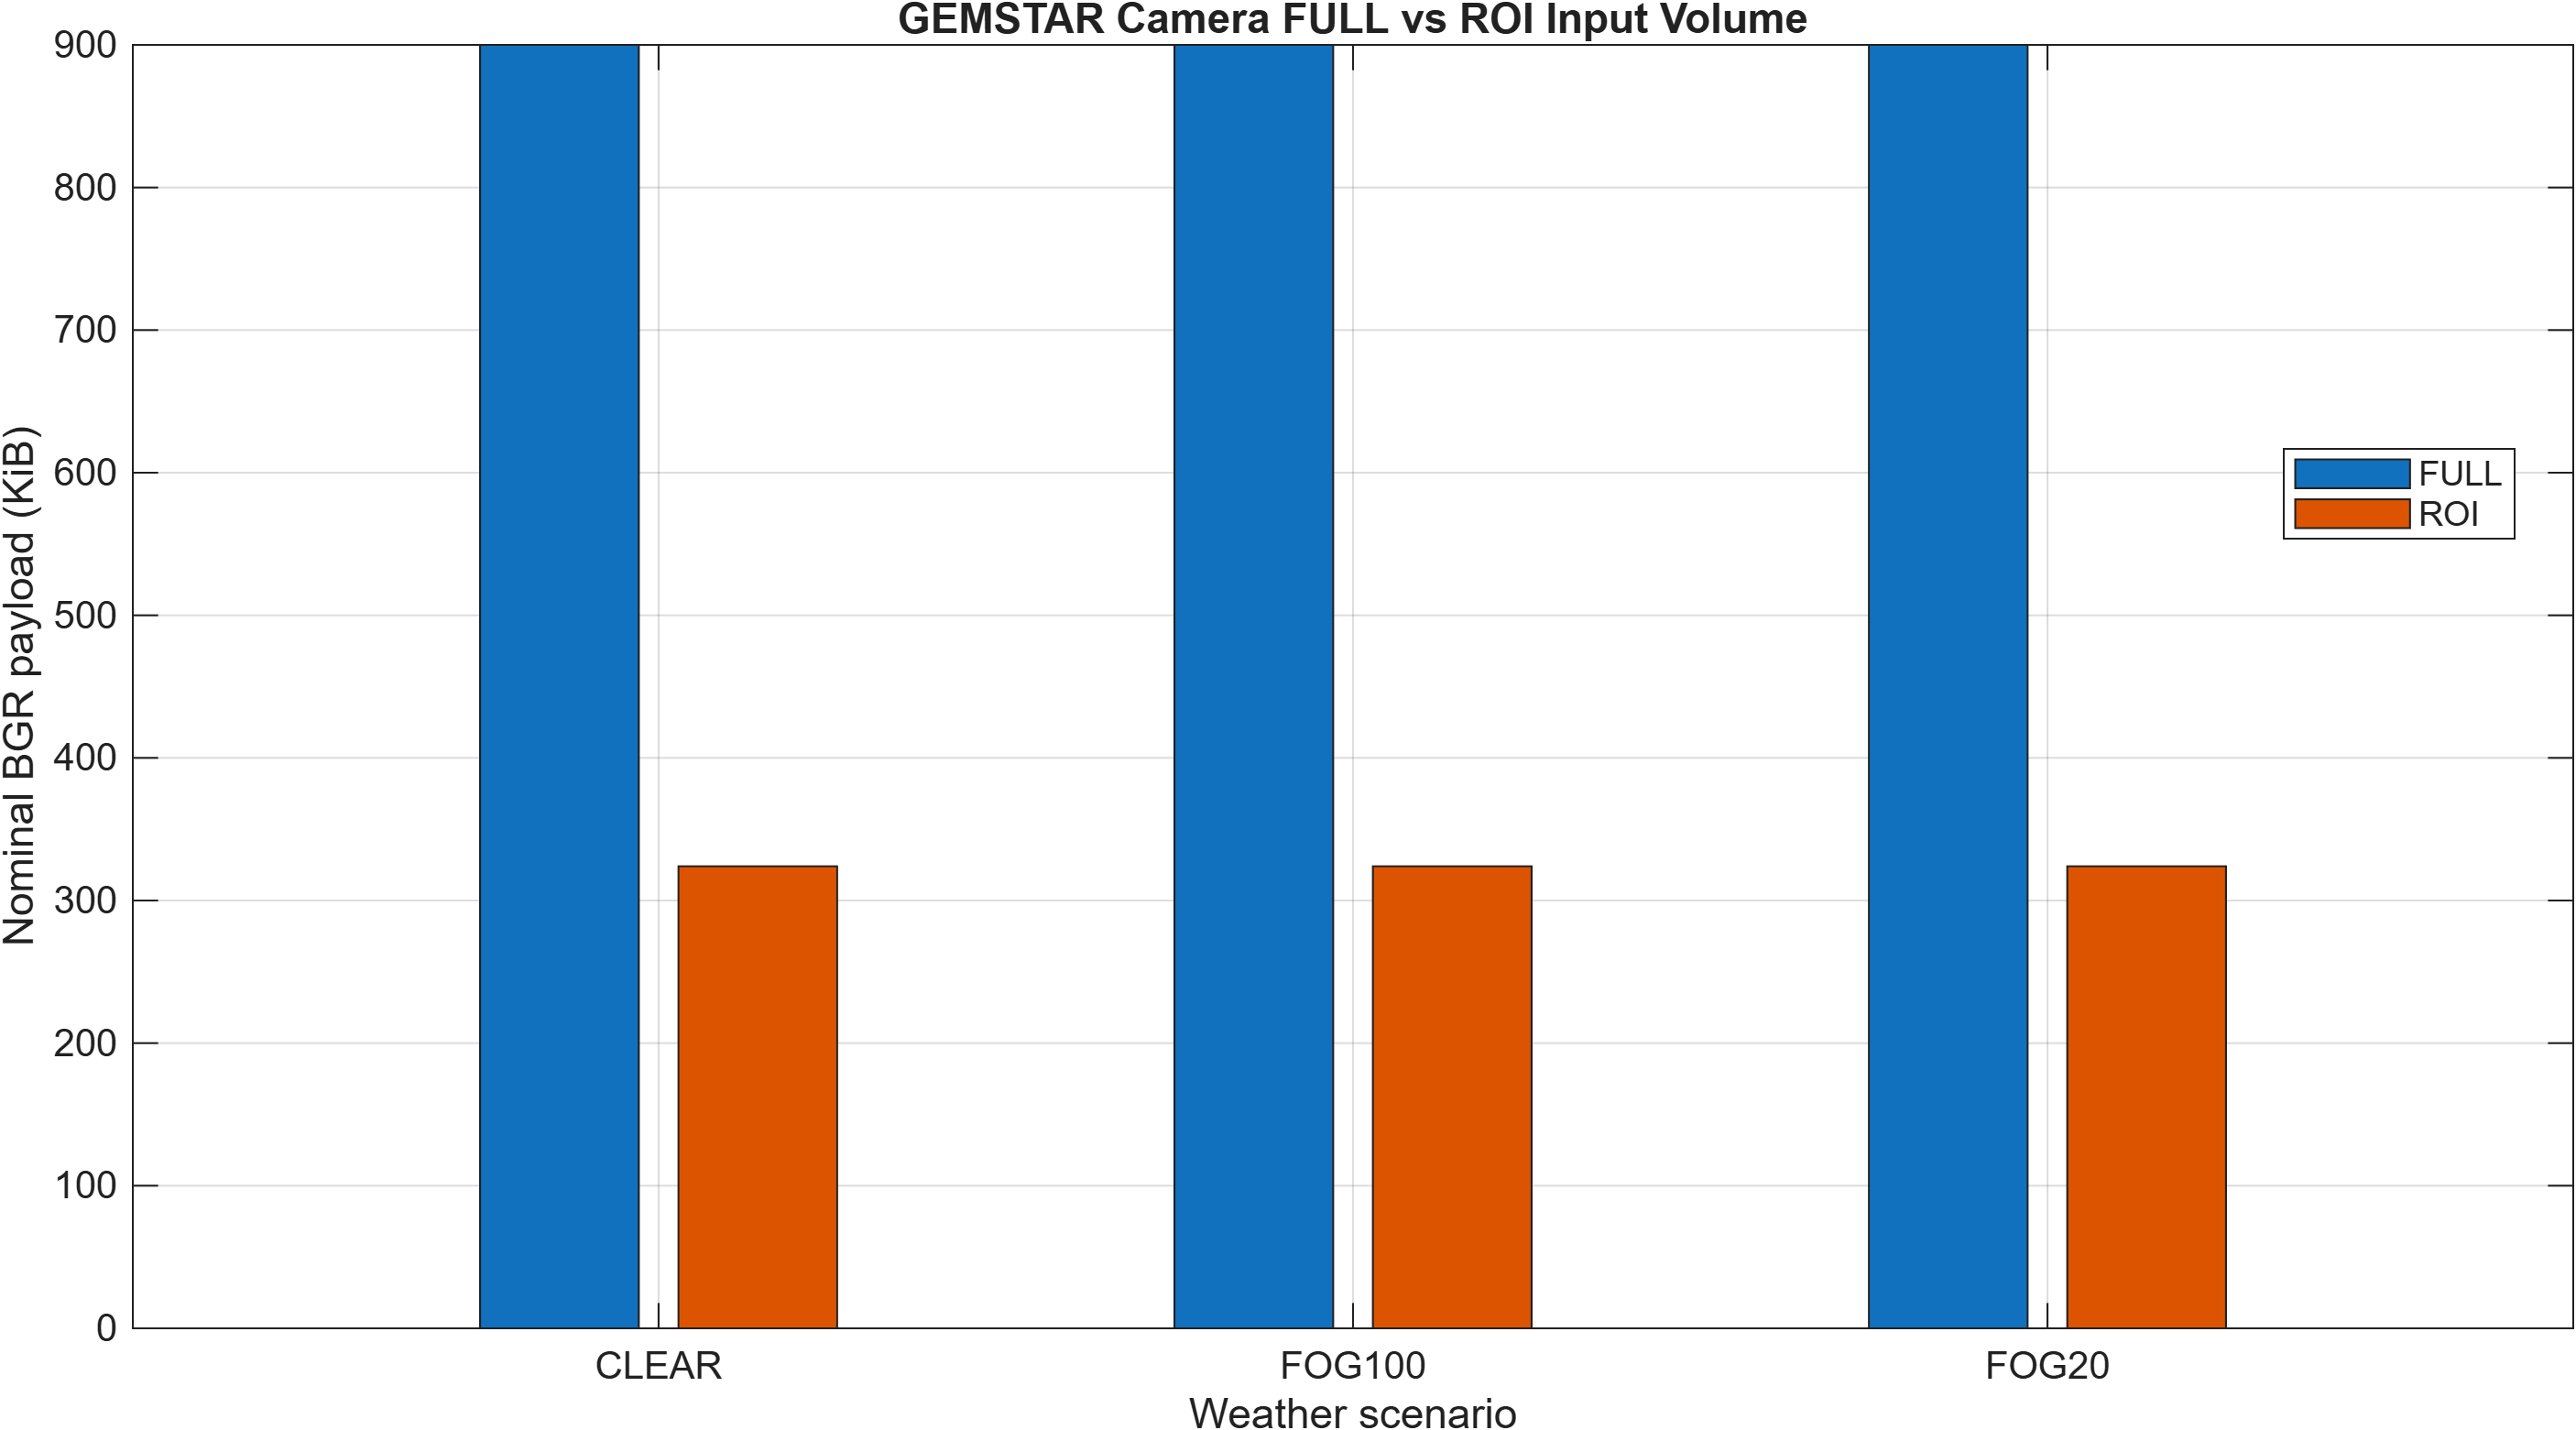 GEMSTAR Camera FULL vs ROI Input Volume
Nominal BGR payload (KiB)
900
800
700
600
500
400
300
200
100
0
FULL
ROI
CLEAR
FOG100
FOG20
Weather scenario